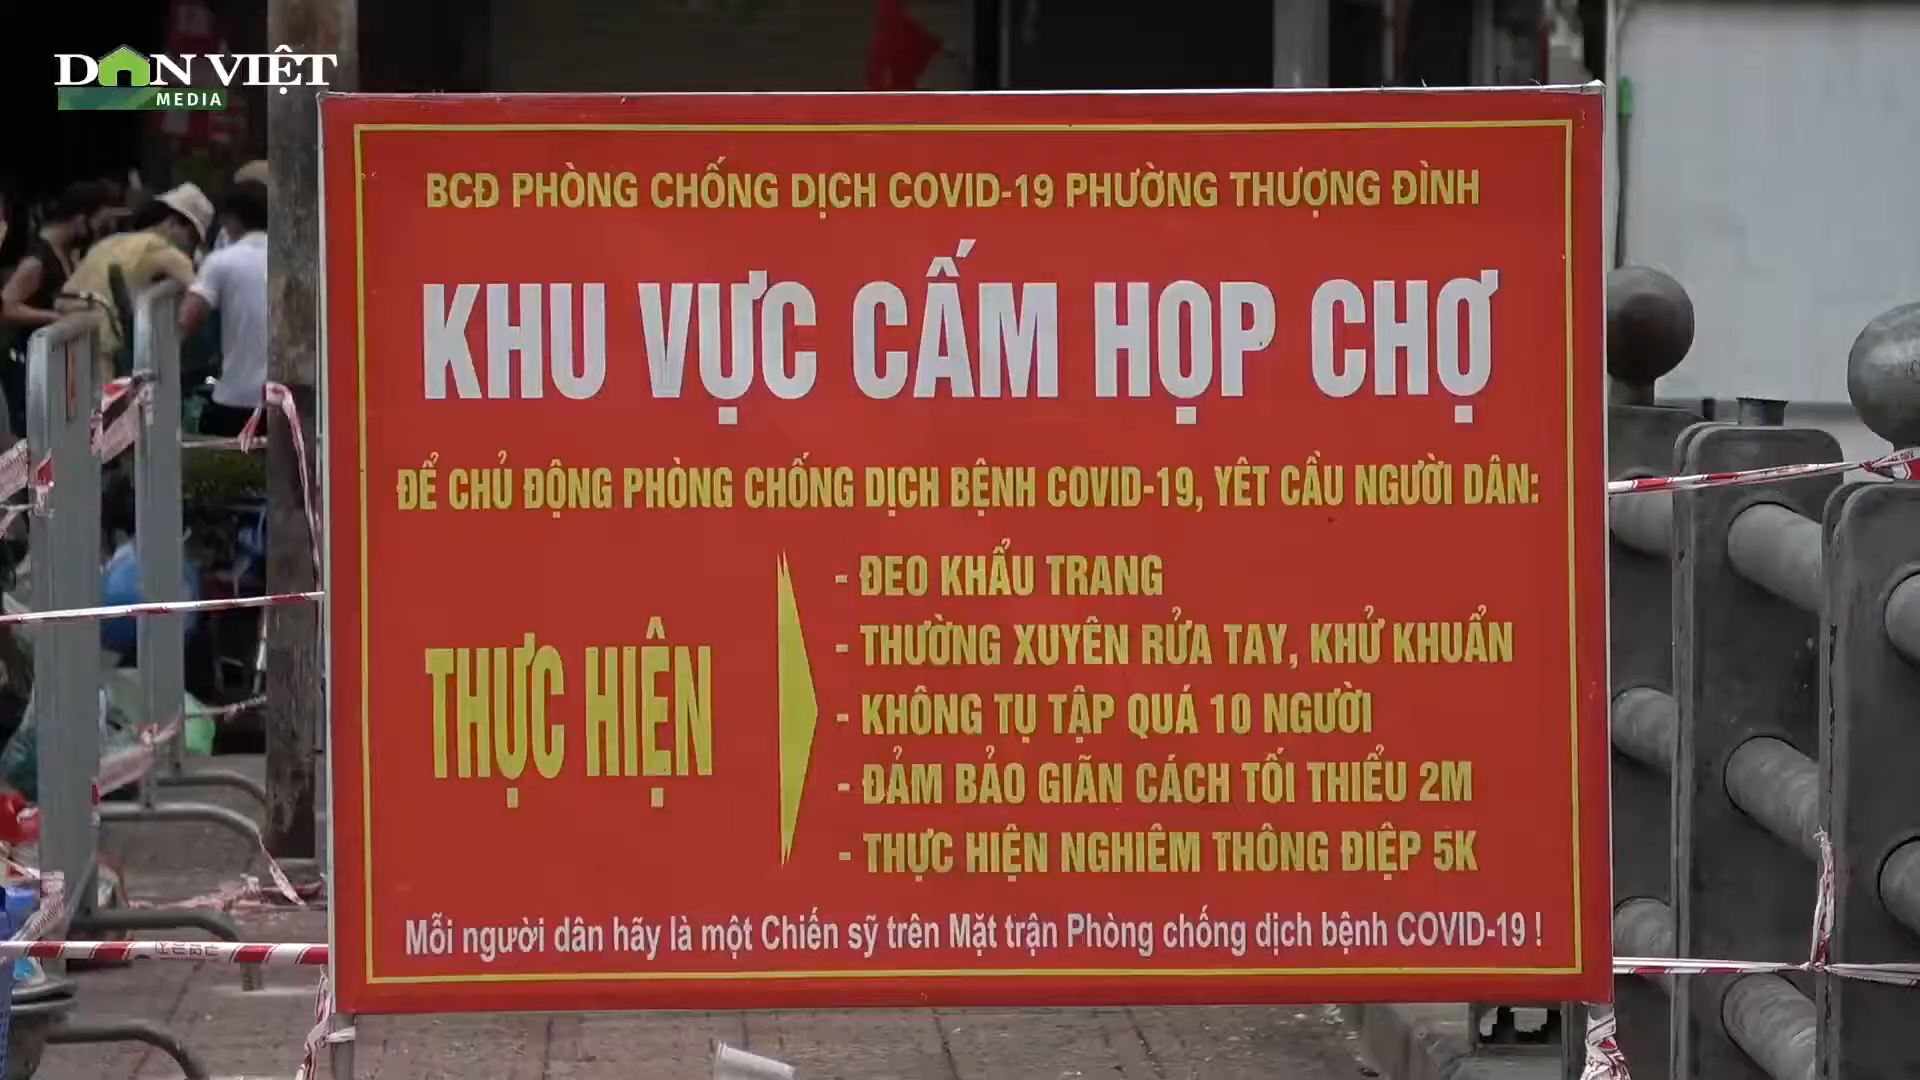 DÂN VIỆT
MEDIA
BCĐ PHÒNG CHỐNG DỊCH COVID-19 PHƯỜNG THƯỢNG ĐÌNH
KHU VỰC CẤM HỌP CHỢ
ĐỂ CHỦ ĐỘNG PHÒNG CHỐNG DỊCH BỆNH COVID-19, YÊT CẦU NGƯỜI DÂN:
THỰC HIỆN
- ĐEO KHẨU TRANG
- THƯỜNG XUYÊN RỬA TAY, KHỬ KHUẨN
- KHÔNG TỤ TẬP QUÁ 10 NGƯỜI
- ĐẢM BẢO GIÃN CÁCH TỐI THIỂU 2M
- THỰC HIỆN NGHIÊM THÔNG ĐIỆP 5K
Mỗi người dân hãy là một Chiến sỹ trên Mặt trận Phòng chống dịch bệnh COVID-19 !